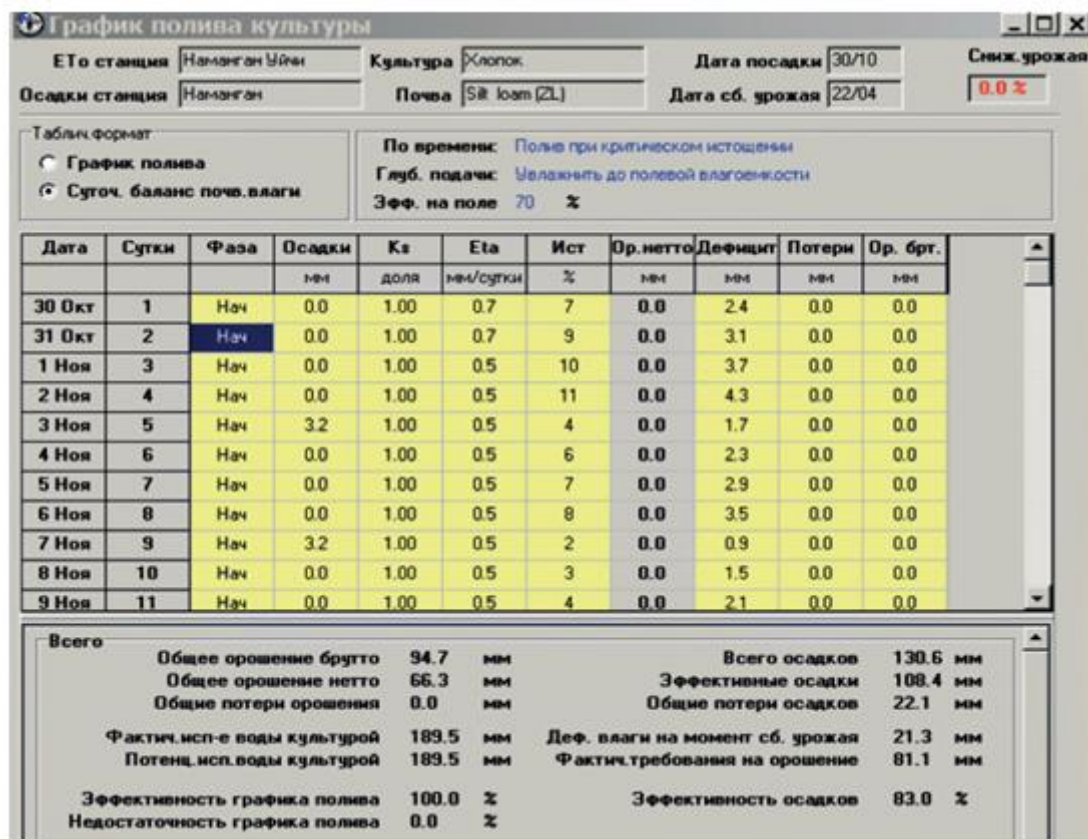 График полива культуры
ETo станция Наманган Уйчи Культура Хлопок Дата посадки 30/10 Сниж.урожая
Осадки станция Наманган Почва Silt loam (ZL) Дата сб. урожая 22/04 0.0 %
Таблич.формат
График полива
Суточ. баланс почв.влаги
По времени: Полив при критическом истощении
Глуб. подачи: Увлажнить до полевой влагоемкости
Эфф. на поле 70 %
Дата Сутки Фаза Осадки Ks Eta Ист Ор.нетто Дефицит Потери Ор. брт.
мм доля мм/сутки % мм мм мм мм
30 Окт 1 Нач 0.0 1.00 0.7 7 0.0 2.4 0.0 0.0
31 Окт 2 Нач 0.0 1.00 0.7 9 0.0 3.1 0.0 0.0
1 Ноя 3 Нач 0.0 1.00 0.5 10 0.0 3.7 0.0 0.0
2 Ноя 4 Нач 0.0 1.00 0.5 11 0.0 4.3 0.0 0.0
3 Ноя 5 Нач 3.2 1.00 0.5 4 0.0 1.7 0.0 0.0
4 Ноя 6 Нач 0.0 1.00 0.5 6 0.0 2.3 0.0 0.0
5 Ноя 7 Нач 0.0 1.00 0.5 7 0.0 2.9 0.0 0.0
6 Ноя 8 Нач 0.0 1.00 0.5 8 0.0 3.5 0.0 0.0
7 Ноя 9 Нач 3.2 1.00 0.5 2 0.0 0.9 0.0 0.0
8 Ноя 10 Нач 0.0 1.00 0.5 3 0.0 1.5 0.0 0.0
9 Ноя 11 Нач 0.0 1.00 0.5 4 0.0 2.1 0.0 0.0
Всего
Общее орошение брутто 94.7 мм Всего осадков 130.6 мм
Общее орошение нетто 66.3 мм Эффективные осадки 108.4 мм
Общие потери орошения 0.0 мм Общие потери осадков 22.1 мм
Фактич.исп-е воды культурой 189.5 мм Деф. влаги на момент сб. урожая 21.3 мм
Потенц.исп.воды культурой 189.5 мм Фактич.требования на орошение 81.1 мм
Эффективность графика полива 100.0 % Эффективность осадков 83.0 %
Недостаточность графика полива 0.0 %